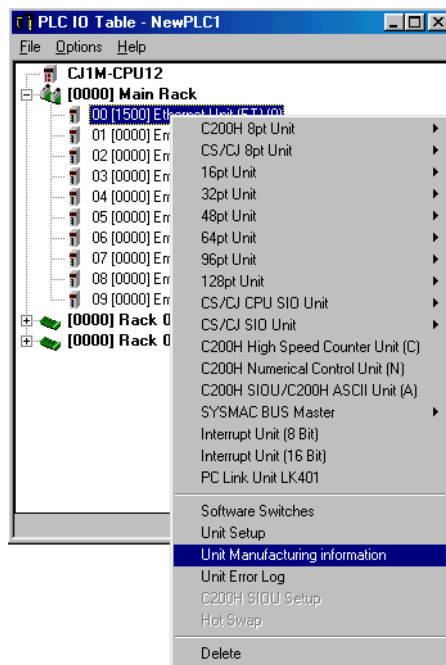 PLC IO Table - NewPLC1
File Options Help
CJ1M-CPU12
[0000] Main Rack
00 [1500] Ethernet Unit (ET) (0)
01 [0000] Em
02 [0000] Em
03 [0000] Em
04 [0000] Em
05 [0000] Em
06 [0000] Em
07 [0000] Em
08 [0000] Em
09 [0000] Em
[0000] Rack 0
[0000] Rack 0
C200H 8pt Unit
CS/CJ 8pt Unit
16pt Unit
32pt Unit
48pt Unit
64pt Unit
96pt Unit
128pt Unit
CS/CJ CPU SIO Unit
CS/CJ SIO Unit
C200H High Speed Counter Unit (C)
C200H Numerical Control Unit (N)
C200H SIOU/C200H ASCII Unit (A)
SYSMAC BUS Master
Interrupt Unit (8 Bit)
Interrupt Unit (16 Bit)
PC Link Unit LK401
Software Switches
Unit Setup
Unit Manufacturing information
Unit Error Log
C200H SIOU Setup
Hot Swap
Delete